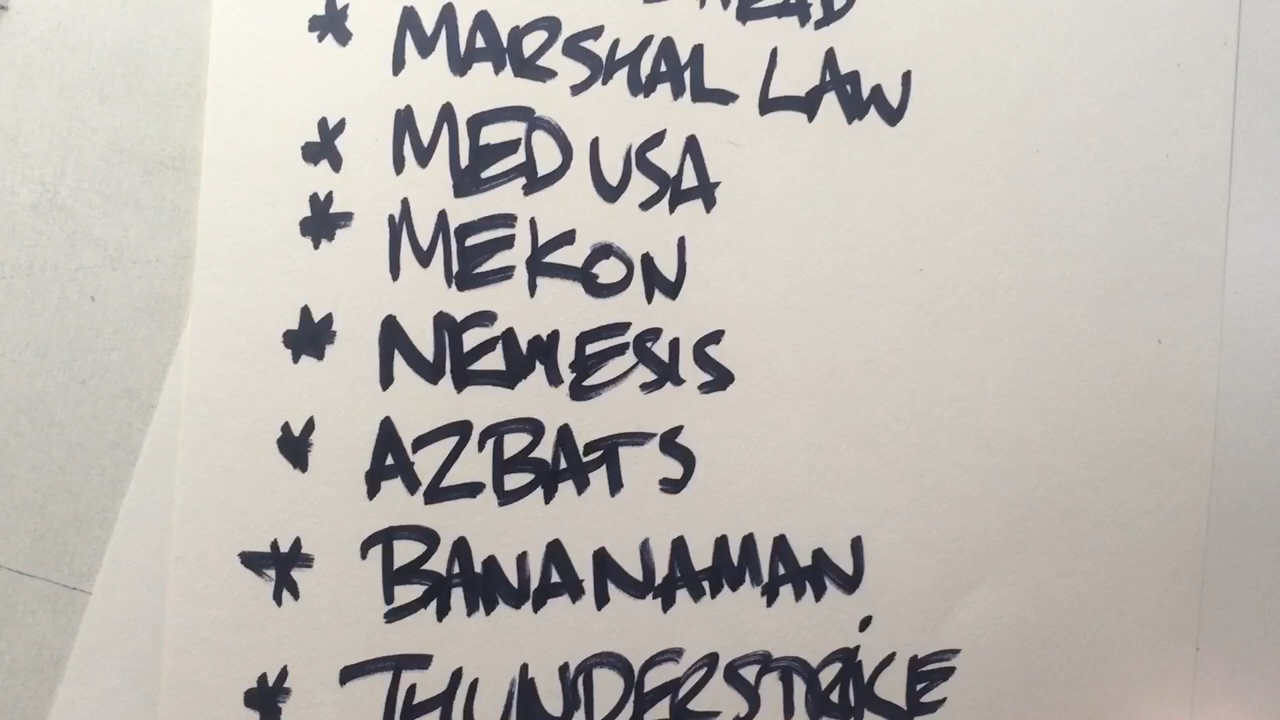 * MARSHAL LAW
* MEDUSA
* MEKON
* NEMESIS
* AZBATS
* BANANAMAN
* THUNDERSTRIKE